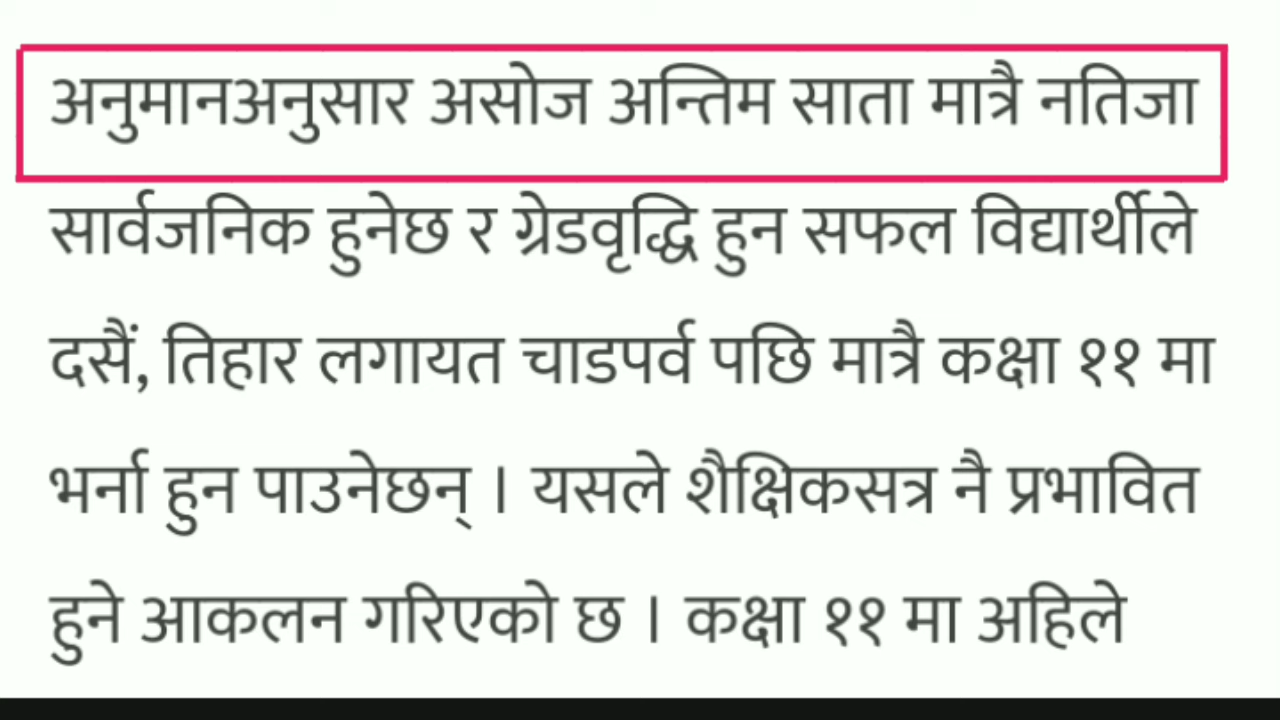 अनुमानअनुसार असोज अन्तिम साता मात्रै नतिजा
सार्वजनिक हुनेछ र ग्रेडवृद्धि हुन सफल विद्यार्थीले
दसैं, तिहार लगायत चाडपर्व पछि मात्रै कक्षा ११ मा
भर्ना हुन पाउनेछन् । यसले शैक्षिकसत्र नै प्रभावित
हुने आकलन गरिएको छ । कक्षा ११ मा अहिले